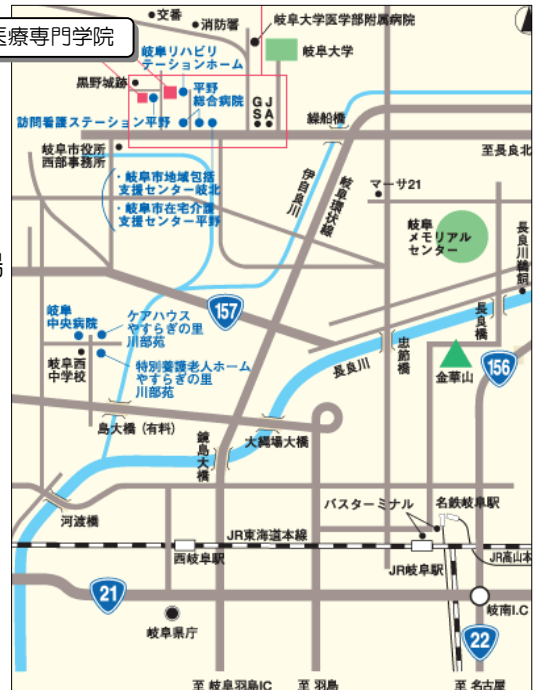 交番
消防署
岐阜大学医学部附属病院
医療専門学院
岐阜リハビリ
テーションホーム
岐阜大学
黒野城跡
平野
総合病院
GS
JA
訪問看護ステーション平野
繰船橋
岐阜市役所
西部事務所
至長良北
・岐阜市地域包括
支援センター岐北
・岐阜市在宅介護
支援センター平野
伊自良川
岐阜環状線
マーサ21
岐阜
メモリアル
センター
長良川鵜飼
157
岐阜
中央病院
ケアハウス
やすらぎの里
川部苑
長良橋
忠節橋
岐阜西
中学校
特別養護老人ホーム
やすらぎの里
川部苑
長良川
金華山
156
島大橋(有料)
大縄場大橋
鏡島大橋
河渡橋
バスターミナル
名鉄岐阜駅
JR東海道本線
西岐阜駅
JR岐阜駅
JR高山本
21
岐阜県庁
岐南I.C
22
至 岐阜羽島IC
至 羽島
至 名古屋